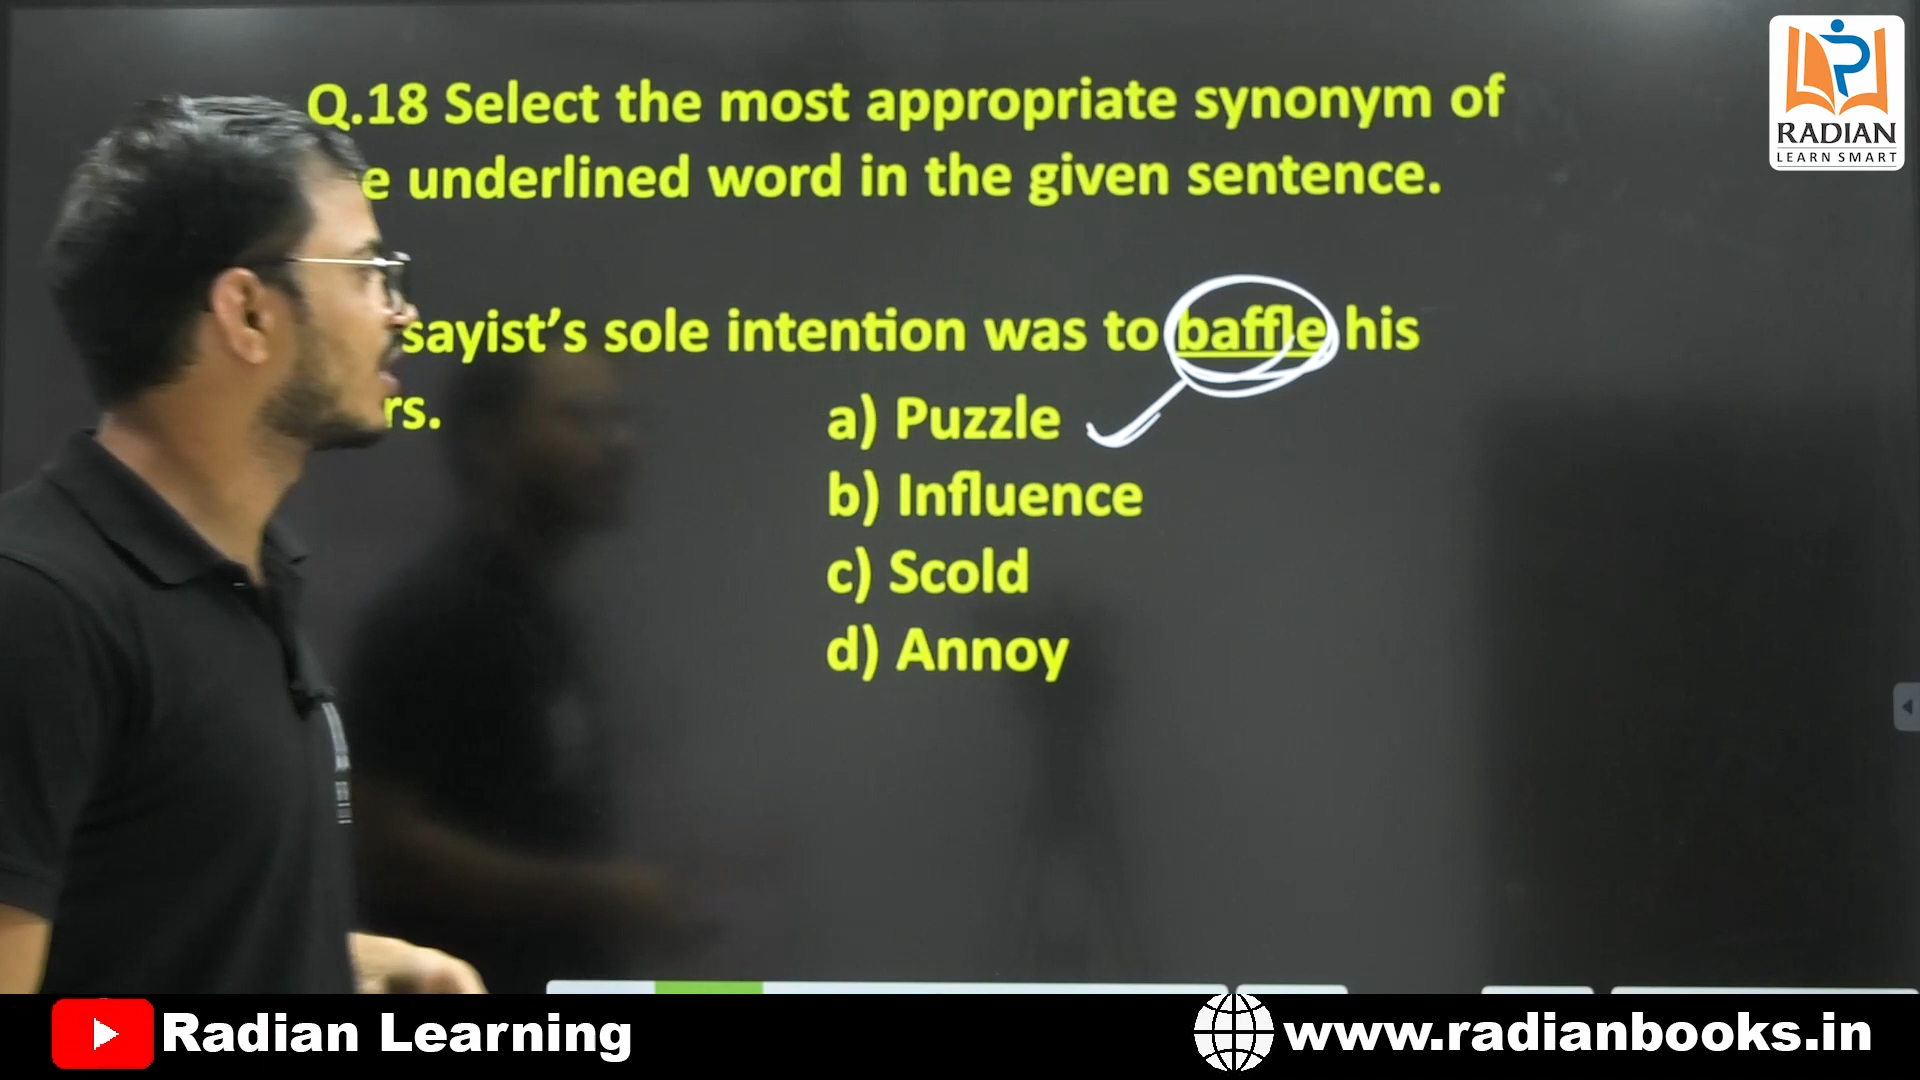 Q.18 Select the most appropriate synonym of
e underlined word in the given sentence.
sayist’s sole intention was to baffle his
rs.
a) Puzzle
b) Influence
c) Scold
d) Annoy
RADIAN
LEARN SMART
Radian Learning
www.radianbooks.in